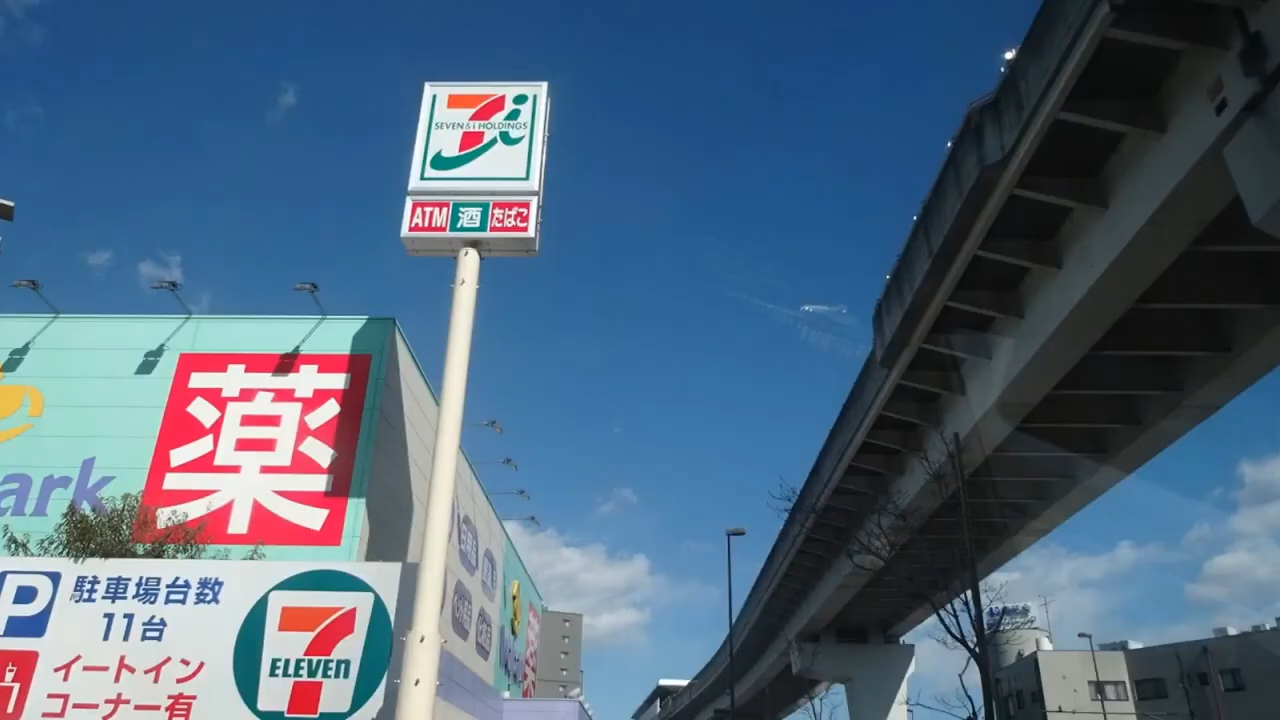 SEVEN & i HOLDINGS
ATM 酒 たばこ
薬
ark
P 駐車場台数
11台
イートイン
コーナー有
7
ELEVEn